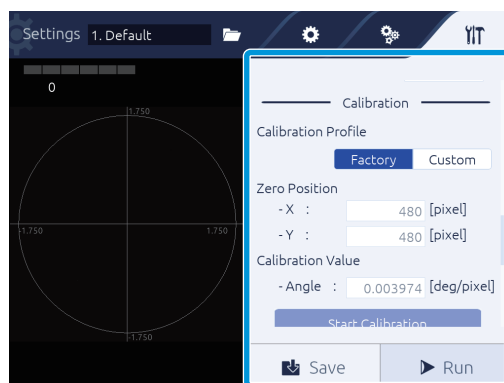 Settings 1. Default
0
1.750
-1.750
1.750
-1.750
Calibration
Calibration Profile
Factory Custom
Zero Position
- X : 480 [pixel]
- Y : 480 [pixel]
Calibration Value
- Angle : 0.003974 [deg/pixel]
Start Calibration
Save Run